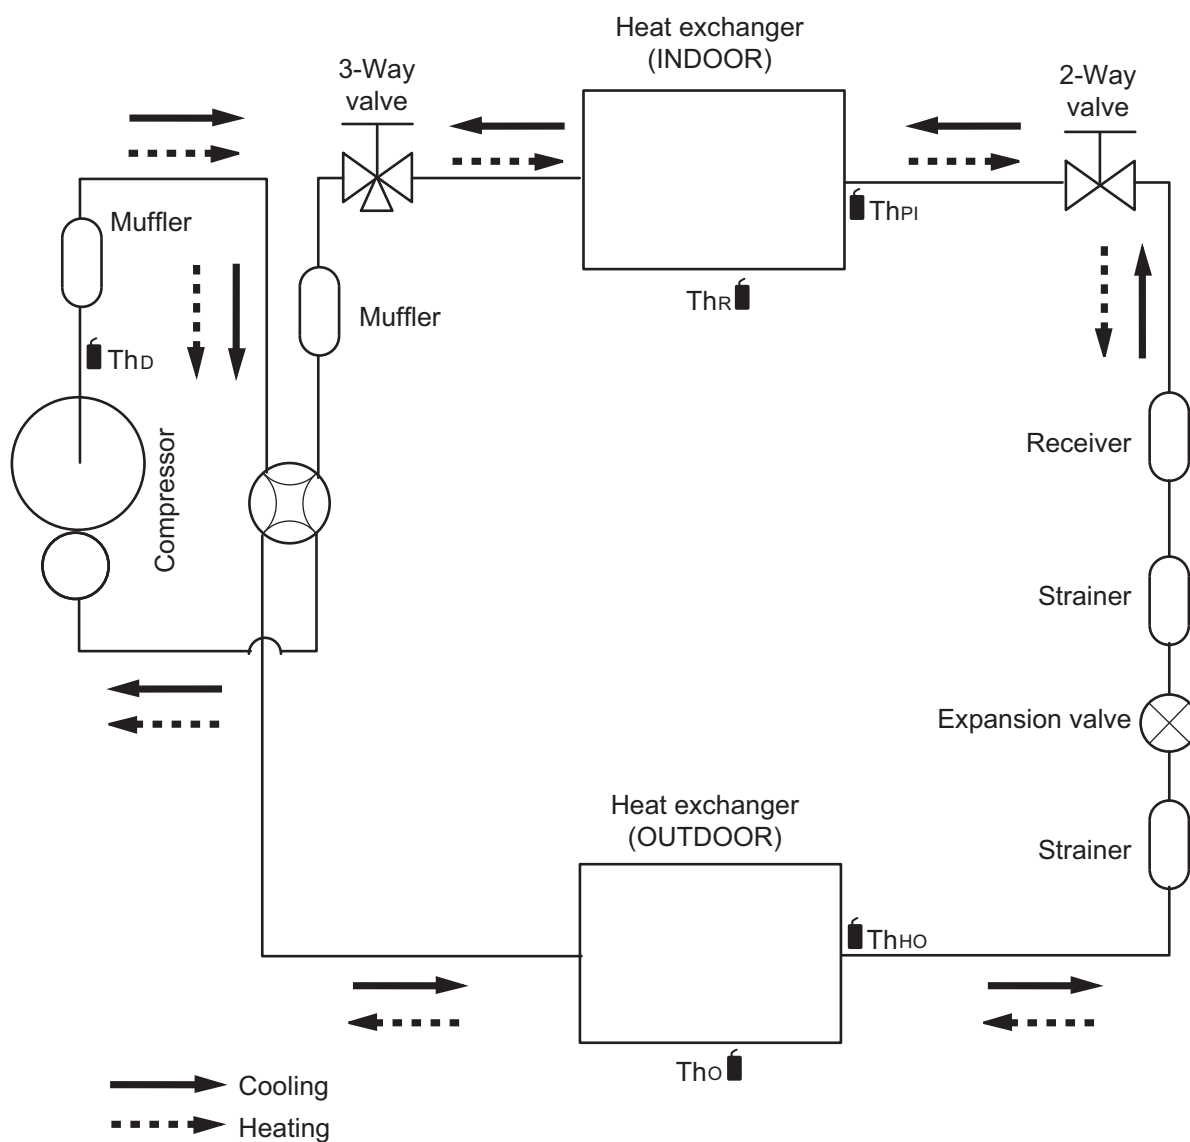 Heat exchanger
(INDOOR)
3-Way
valve
2-Way
valve
Muffler
ThPI
ThR
Muffler
ThD
Compressor
Receiver
Strainer
Expansion valve
Heat exchanger
(OUTDOOR)
Strainer
ThHO
ThO
Cooling
Heating